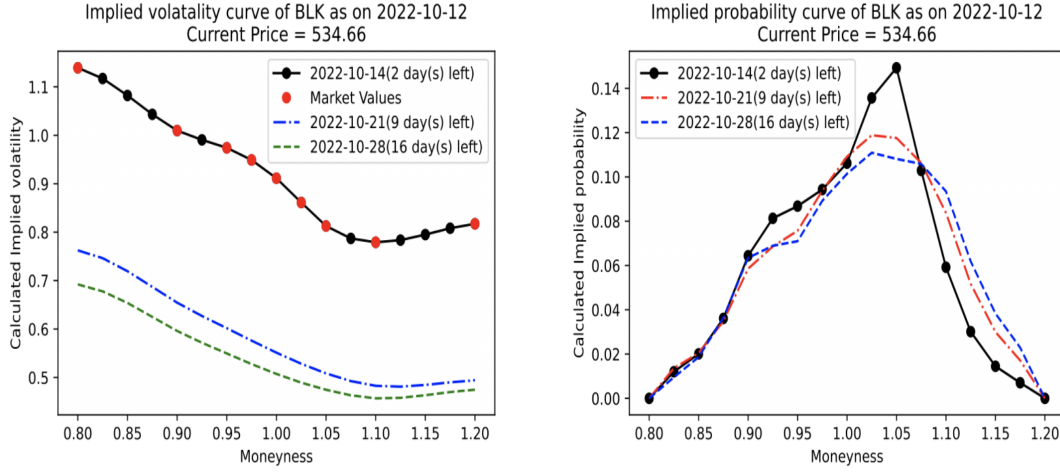 Implied volatality curve of BLK as on 2022-10-12
Current Price = 534.66
Calculated Implied volatility
1.1
1.0
0.9
0.8
0.7
0.6
0.5
2022-10-14(2 day(s) left)
Market Values
2022-10-21(9 day(s) left)
2022-10-28(16 day(s) left)
0.80 0.85 0.90 0.95 1.00 1.05 1.10 1.15 1.20
Moneyness
Implied probability curve of BLK as on 2022-10-12
Current Price = 534.66
Calculated Implied probability
0.14
0.12
0.10
0.08
0.06
0.04
0.02
0.00
2022-10-14(2 day(s) left)
2022-10-21(9 day(s) left)
2022-10-28(16 day(s) left)
0.80 0.85 0.90 0.95 1.00 1.05 1.10 1.15 1.20
Moneyness